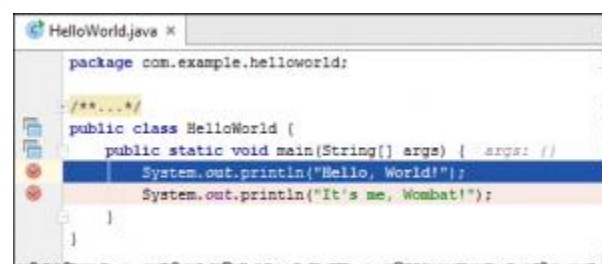 HelloWorld.java ×
package com.example.helloworld;
/**...*/
public class HelloWorld {
public static void main(String[] args) { args: {}
System.out.println("Hello, World!");
System.out.println("It's me, Wombat!");
}
}